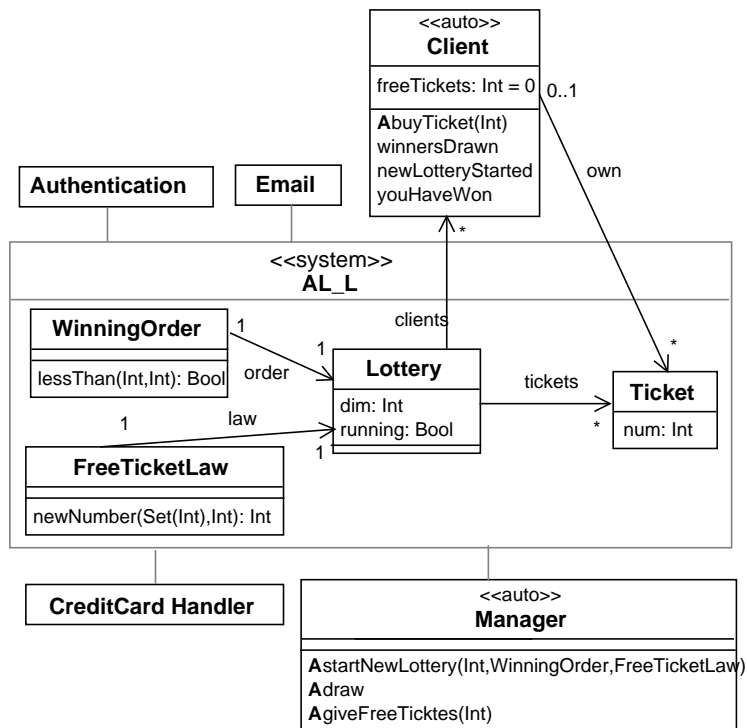 <<auto>>
Client
freeTickets: Int = 0
0..1
AbuyTicket(Int)
winnersDrawn
newLotteryStarted
youHaveWon
own
Authentication
Email
*
<<system>>
AL_L
clients
WinningOrder
lessThan(Int,Int): Bool
1
order
1
Lottery
dim: Int
running: Bool
tickets
*
*
Ticket
num: Int
1
law
1
FreeTicketLaw
newNumber(Set(Int),Int): Int
CreditCard Handler
<<auto>>
Manager
AstartNewLottery(Int,WinningOrder,FreeTicketLaw)
Adraw
AgiveFreeTicktes(Int)